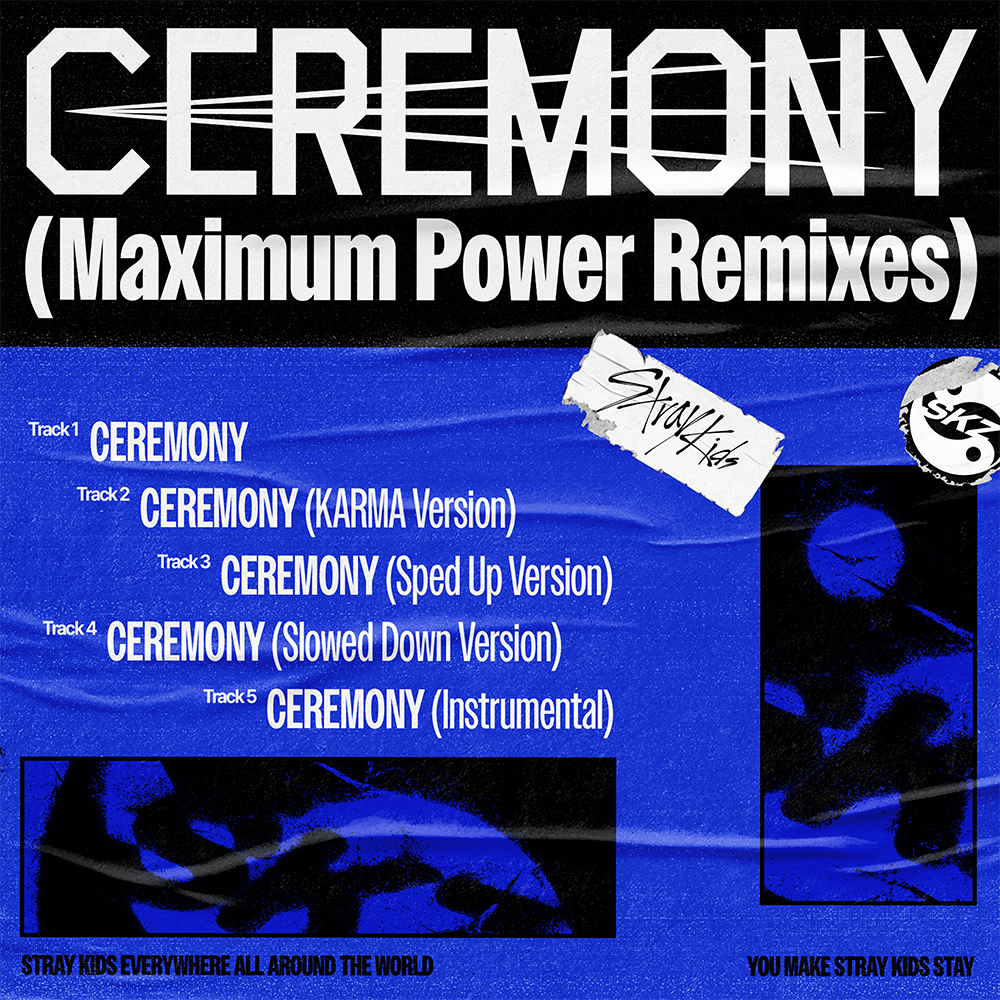 CEREMONY
(Maximum Power Remixes)
Stray Kids
SKZ
Track 1 CEREMONY
Track 2 CEREMONY (KARMA Version)
Track 3 CEREMONY (Sped Up Version)
Track 4 CEREMONY (Slowed Down Version)
Track 5 CEREMONY (Instrumental)
STRAY KIDS EVERYWHERE ALL AROUND THE WORLD
YOU MAKE STRAY KIDS STAY